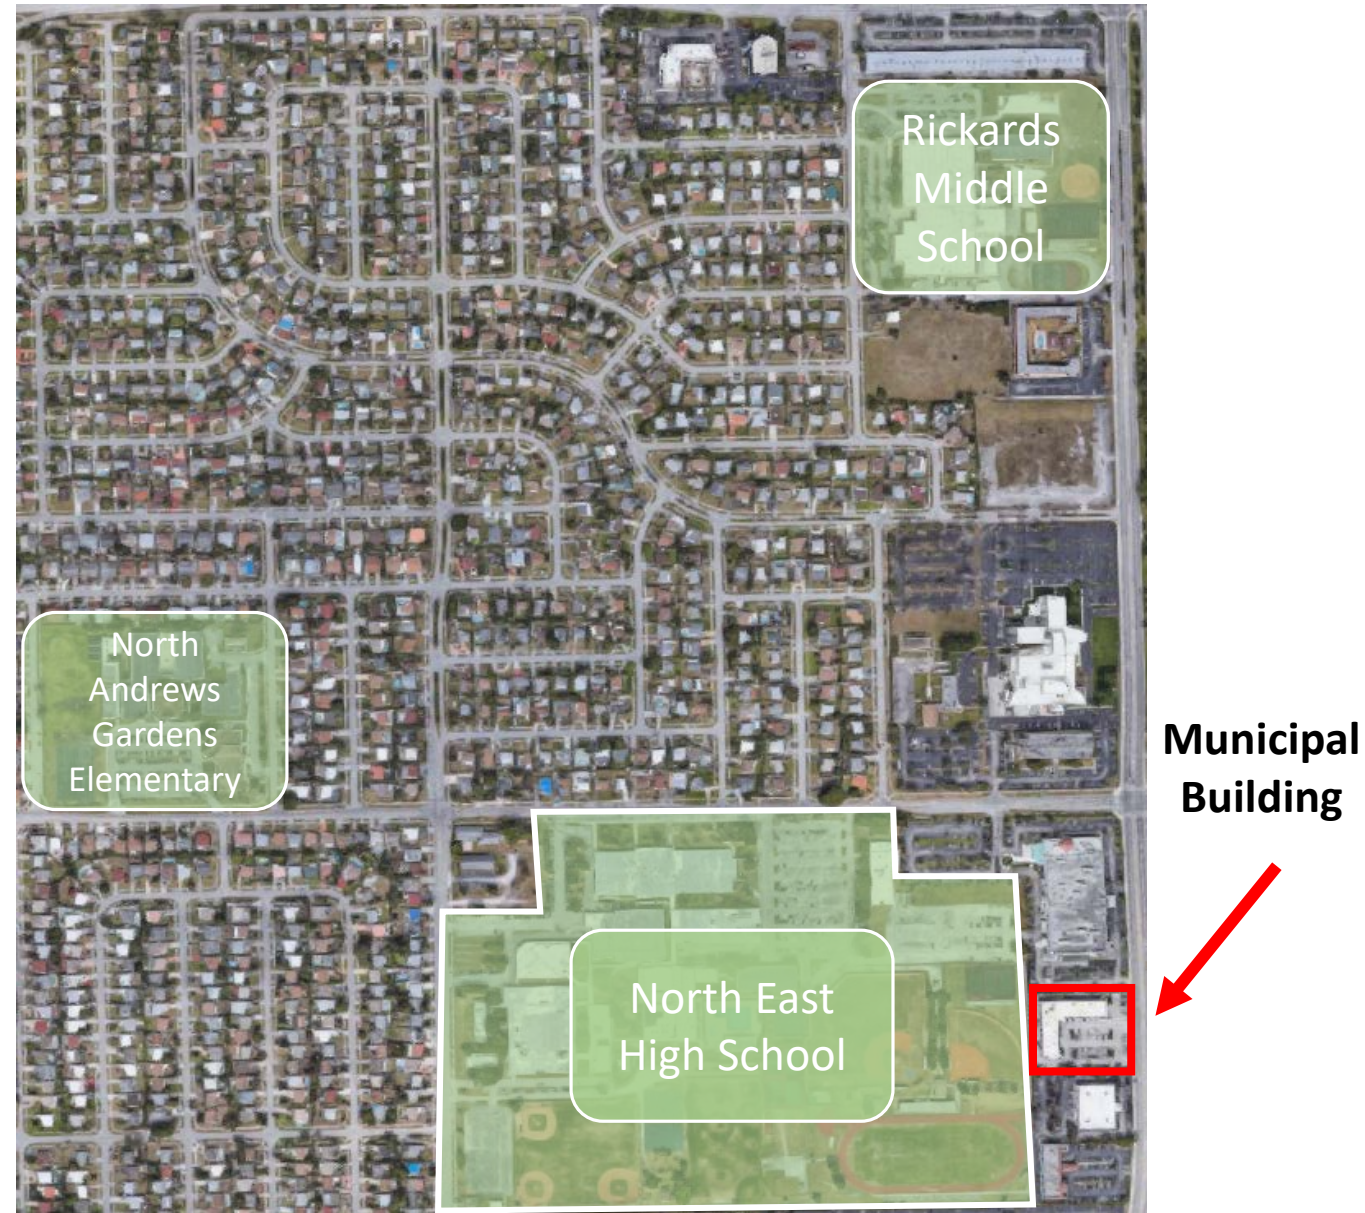 Rickards
Middle
School
North
Andrews
Gardens
Elementary
Municipal
Building
North East
High School